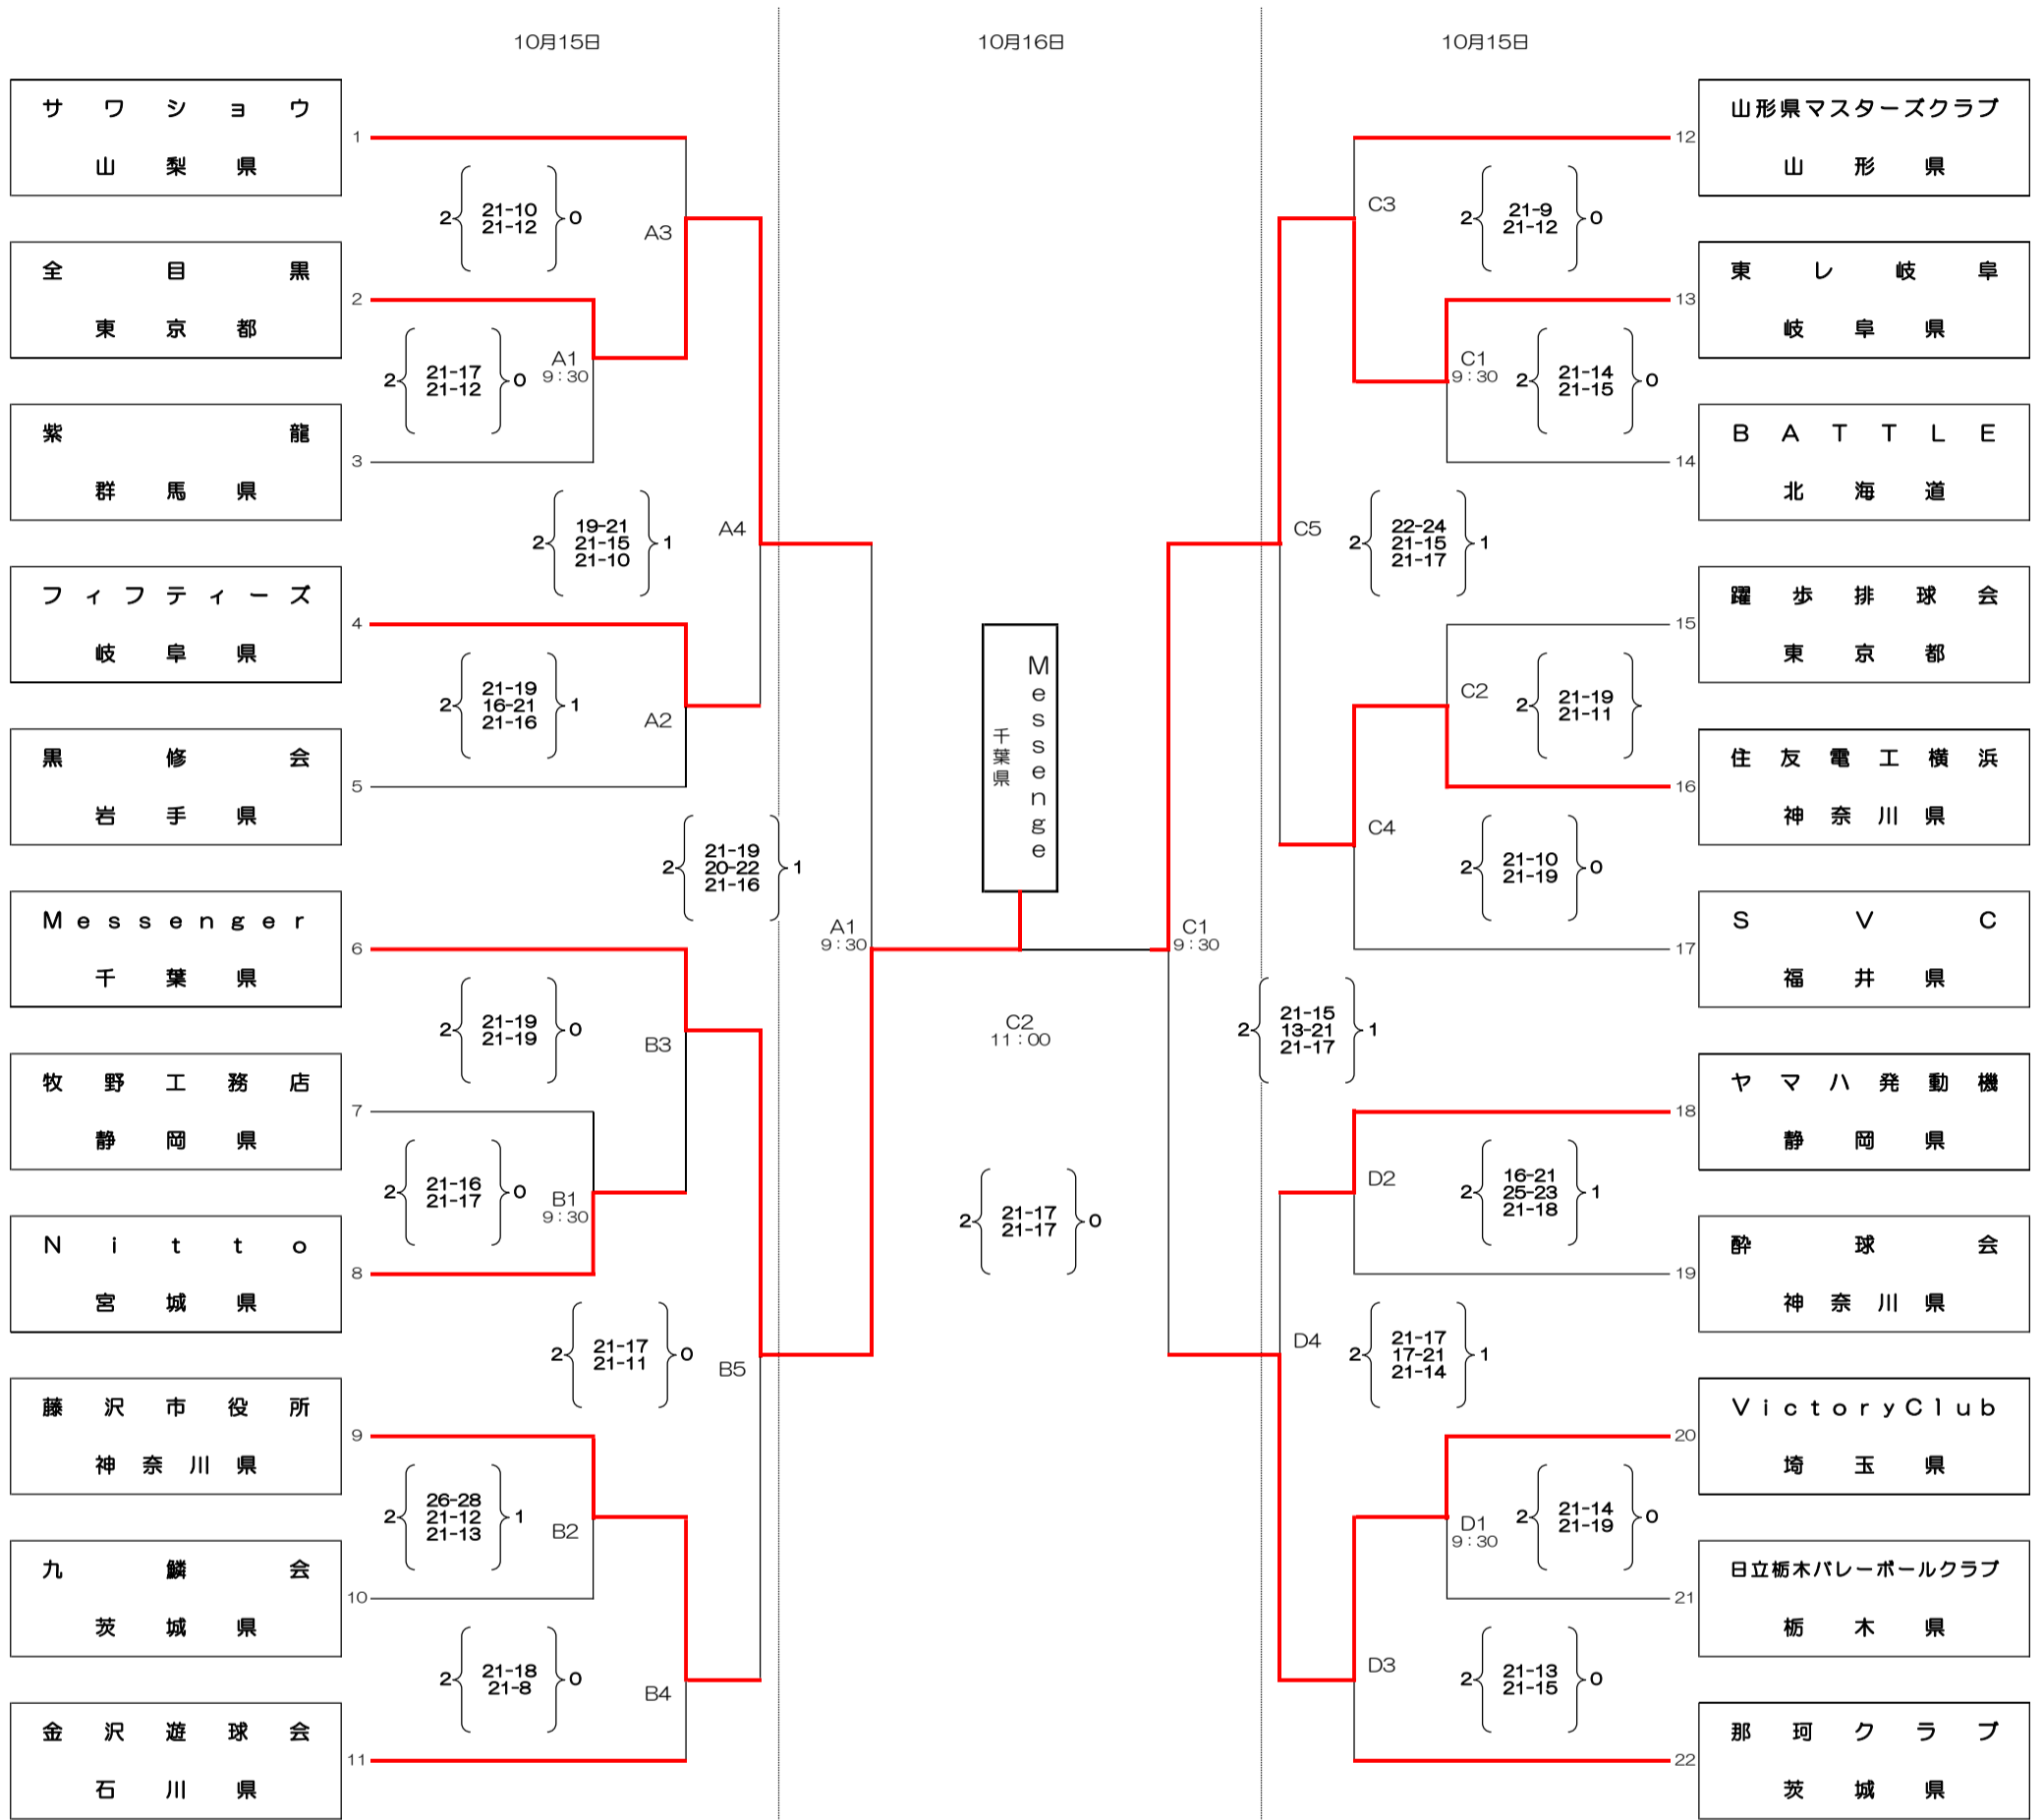 10月15日
10月16日
10月15日
サワショウ
山梨県
1
全目黒
東京都
2
紫龍
群馬県
3
フィフティーズ
岐阜県
4
黒修会
岩手県
5
Messenger
千葉県
6
牧野工務店
静岡県
7
Nitto
宮城県
8
藤沢市役所
神奈川県
9
九鱗会
茨城県
10
金沢遊球会
石川県
11
2 21-10 0
21-12
A3
2 21-17 0
21-12
A1
9:30
19-21
2 21-15 1
21-10
A4
21-19
2 16-21 1
21-16
A2
21-19
2 20-22 1
21-16
A1
9:30
2 21-19 0
21-19
B3
2 21-16 0
21-17
B1
9:30
2 21-17 0
21-11
B5
26-28
2 21-12 1
21-13
B2
2 21-18 0
21-8
B4
Messenge
千葉県
C2
11:00
2 21-17 0
21-17
C3
2 21-9 0
21-12
C1
9:30
2 21-14 0
21-15
C5
22-24
2 21-15 1
21-17
C2
2 21-19
21-11
C4
2 21-10 0
21-19
C1
9:30
21-15
2 13-21 1
21-17
D2
16-21
2 25-23 1
21-18
D4
21-17
2 17-21 1
21-14
D1
9:30
2 21-14 0
21-19
D3
2 21-13 0
21-15
12
山形県マスターズクラブ
山形県
13
東レ岐阜
岐阜県
14
BATTLE
北海道
15
躍歩排球会
東京都
16
住友電工横浜
神奈川県
17
SVC
福井県
18
ヤマハ発動機
静岡県
19
酔球会
神奈川県
20
VictoryClub
埼玉県
21
日立栃木バレーボールクラブ
栃木県
22
那珂クラブ
茨城県